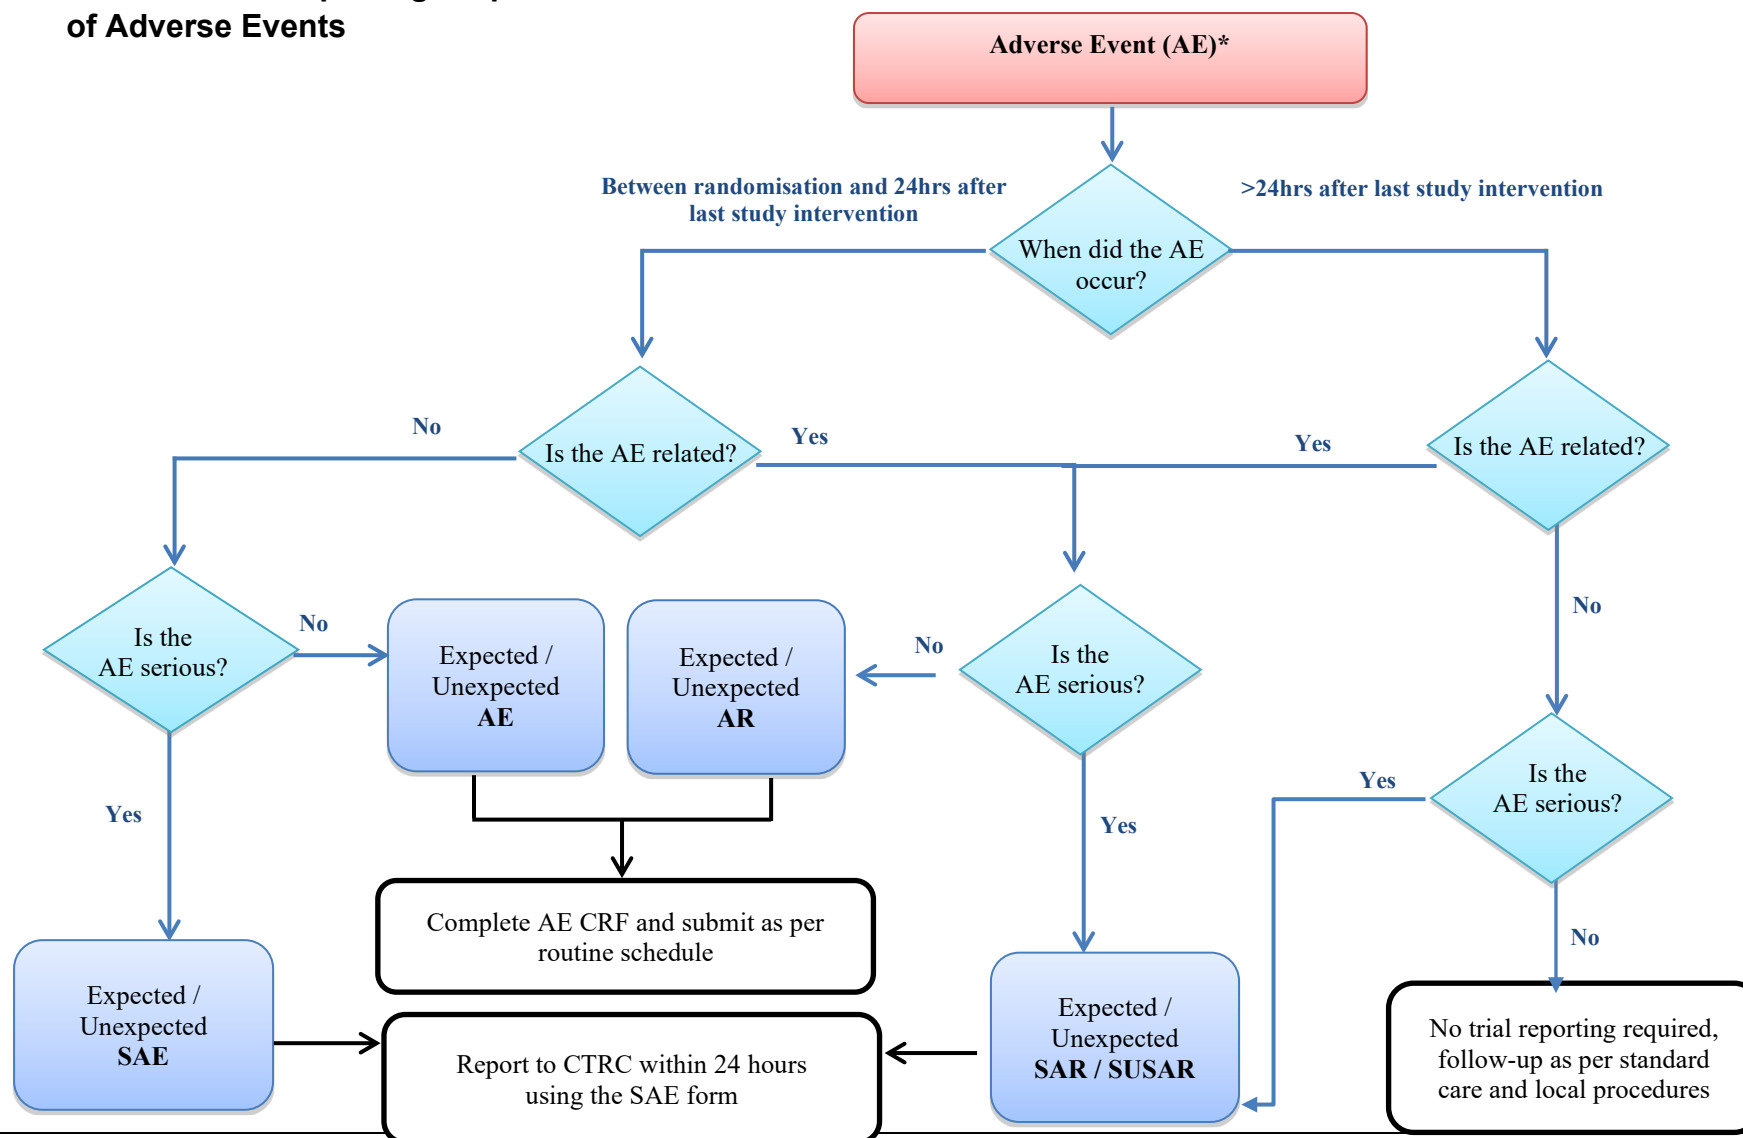 of Adverse Events
Adverse Event (AE)*
Between randomisation and 24hrs after
last study intervention
>24hrs after last study intervention
When did the AE
occur?
No
Is the AE related?
Yes
Yes
Is the AE related?
Is the
AE serious?
No
Expected /
Unexpected
AE
Expected /
Unexpected
AR
No
Is the
AE serious?
No
Yes
Yes
Yes
Is the
AE serious?
Complete AE CRF and submit as per
routine schedule
No
Expected /
Unexpected
SAE
Report to CTRC within 24 hours
using the SAE form
Expected /
Unexpected
SAR / SUSAR
No trial reporting required,
follow-up as per standard
care and local procedures